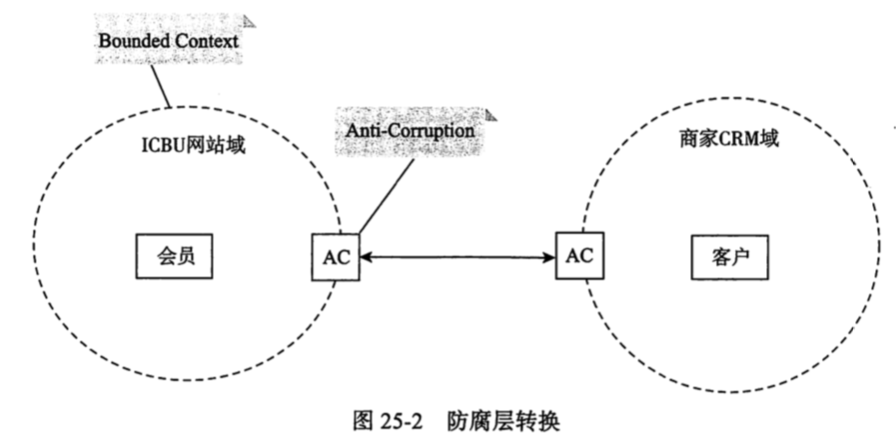 Bounded Context
Anti-Corruption
ICBU网站域
商家CRM域
会员
AC
AC
客户
图 25-2 防腐层转换